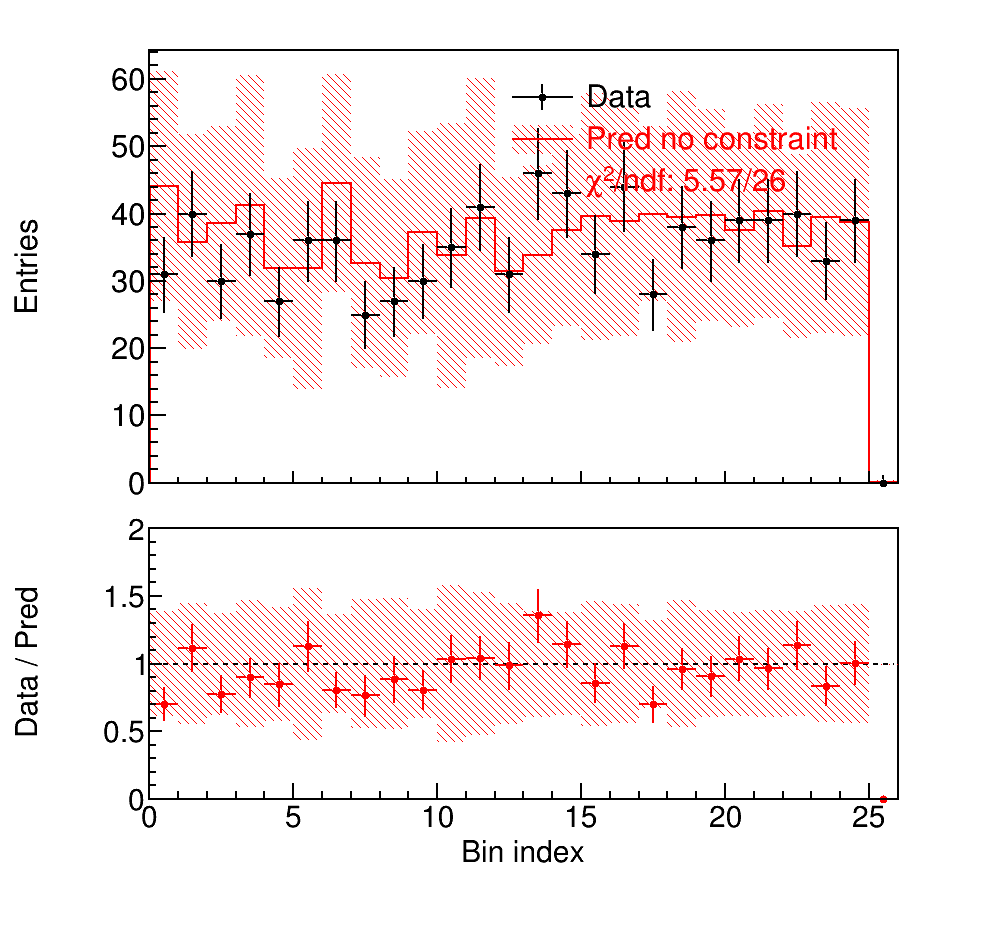 Entries
60
50
40
30
20
10
0
Data
Pred no constraint
χ²/ndf: 5.57/26
Data / Pred
2
1.5
1
0.5
0
0 5 10 15 20 25
Bin index